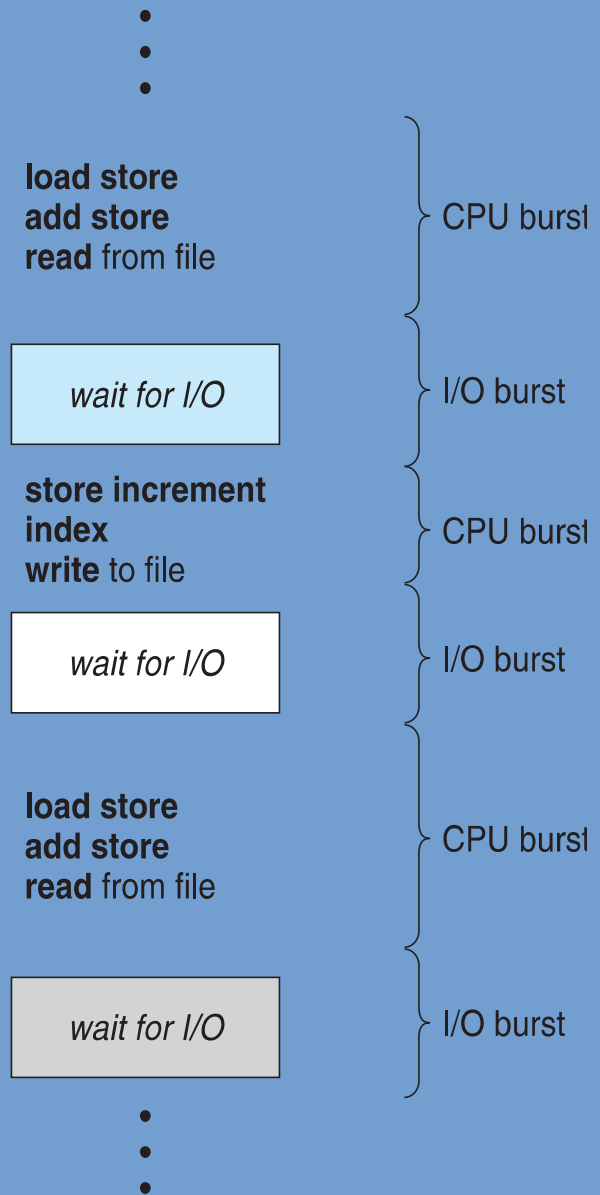 load store
add store
read from file
CPU burst
wait for I/O
I/O burst
store increment
index
write to file
CPU burst
wait for I/O
I/O burst
load store
add store
read from file
CPU burst
wait for I/O
I/O burst